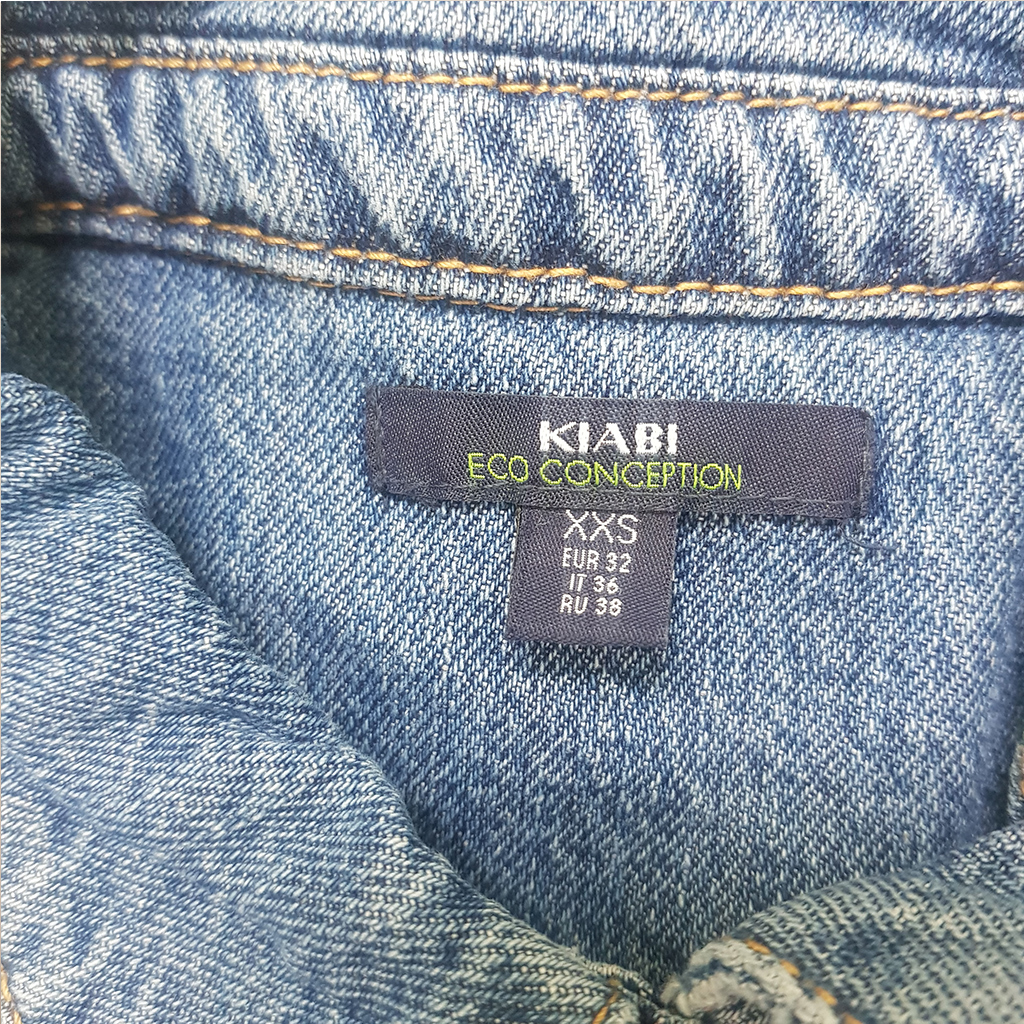 KIABI
ECO CONCEPTION
XXS
EUR 32
IT 36
RU 38